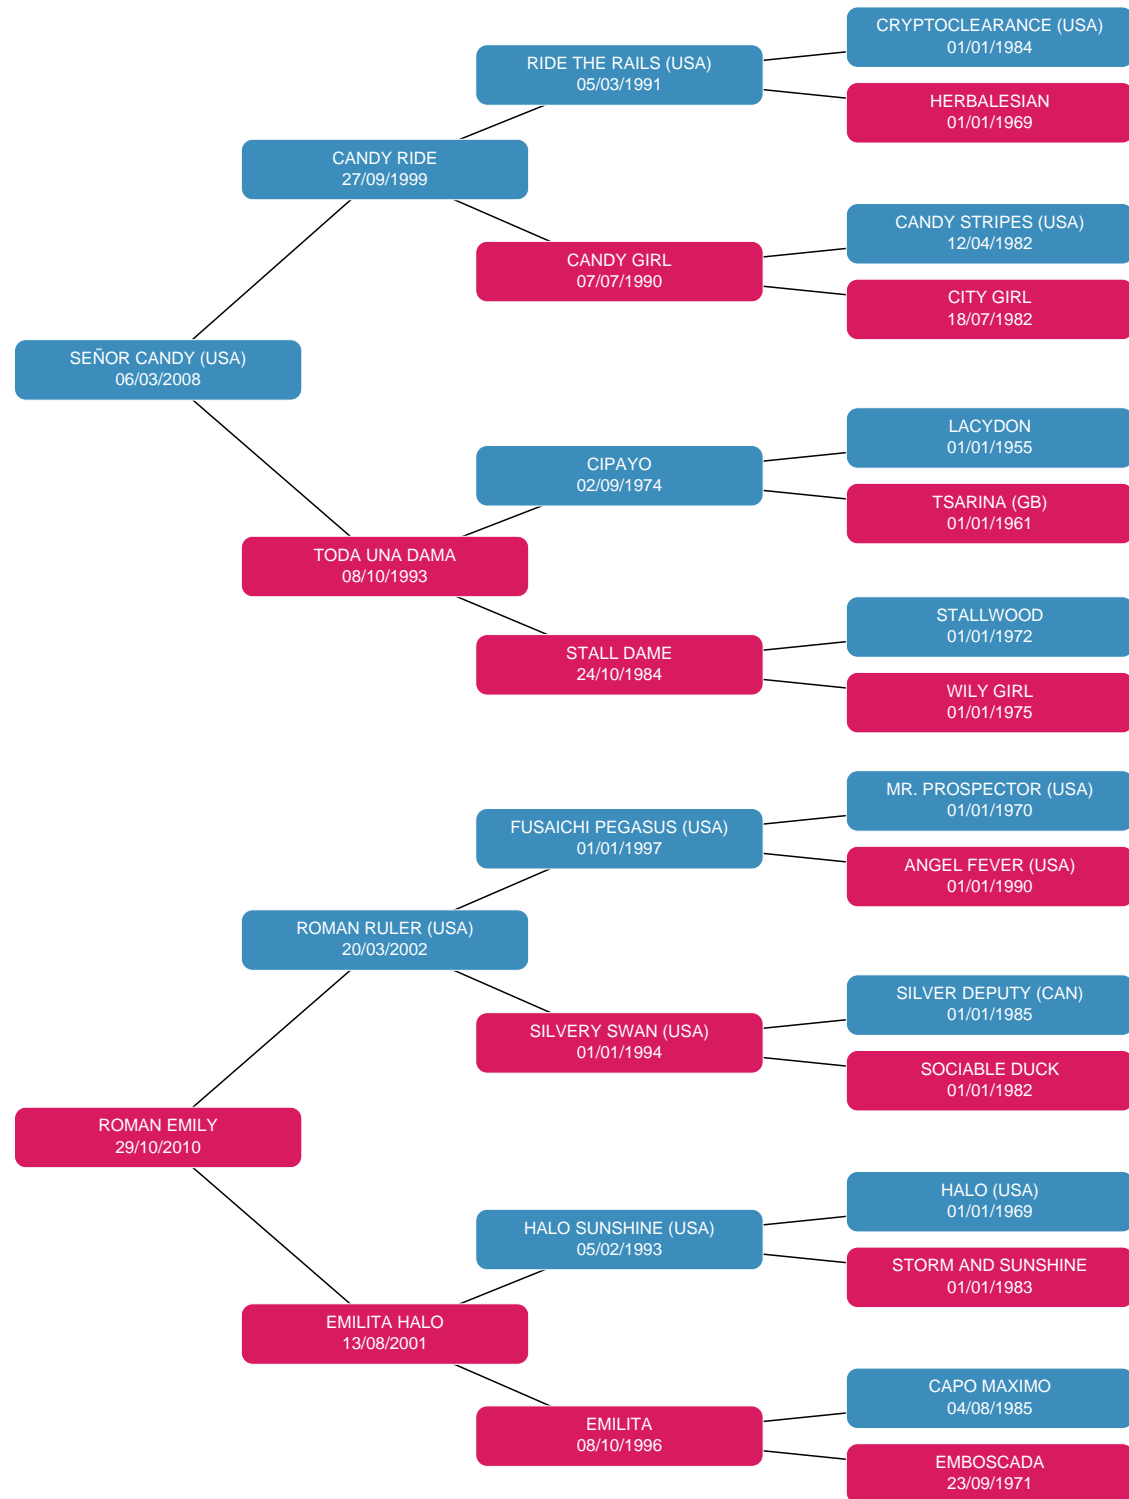 CRYPTOCLEARANCE (USA)
01/01/1984
RIDE THE RAILS (USA)
05/03/1991
HERBALESIAN
01/01/1969
CANDY RIDE
27/09/1999
CANDY STRIPES (USA)
12/04/1982
CANDY GIRL
07/07/1990
CITY GIRL
18/07/1982
SEÑOR CANDY (USA)
06/03/2008
LACYDON
01/01/1955
CIPAYO
02/09/1974
TSARINA (GB)
01/01/1961
TODA UNA DAMA
08/10/1993
STALLWOOD
01/01/1972
STALL DAME
24/10/1984
WILY GIRL
01/01/1975
MR. PROSPECTOR (USA)
01/01/1970
FUSAICHI PEGASUS (USA)
01/01/1997
ANGEL FEVER (USA)
01/01/1990
ROMAN RULER (USA)
20/03/2002
SILVER DEPUTY (CAN)
01/01/1985
SILVERY SWAN (USA)
01/01/1994
SOCIABLE DUCK
01/01/1982
ROMAN EMILY
29/10/2010
HALO (USA)
01/01/1969
HALO SUNSHINE (USA)
05/02/1993
STORM AND SUNSHINE
01/01/1983
EMILITA HALO
13/08/2001
CAPO MAXIMO
04/08/1985
EMILITA
08/10/1996
EMBOSCADA
23/09/1971